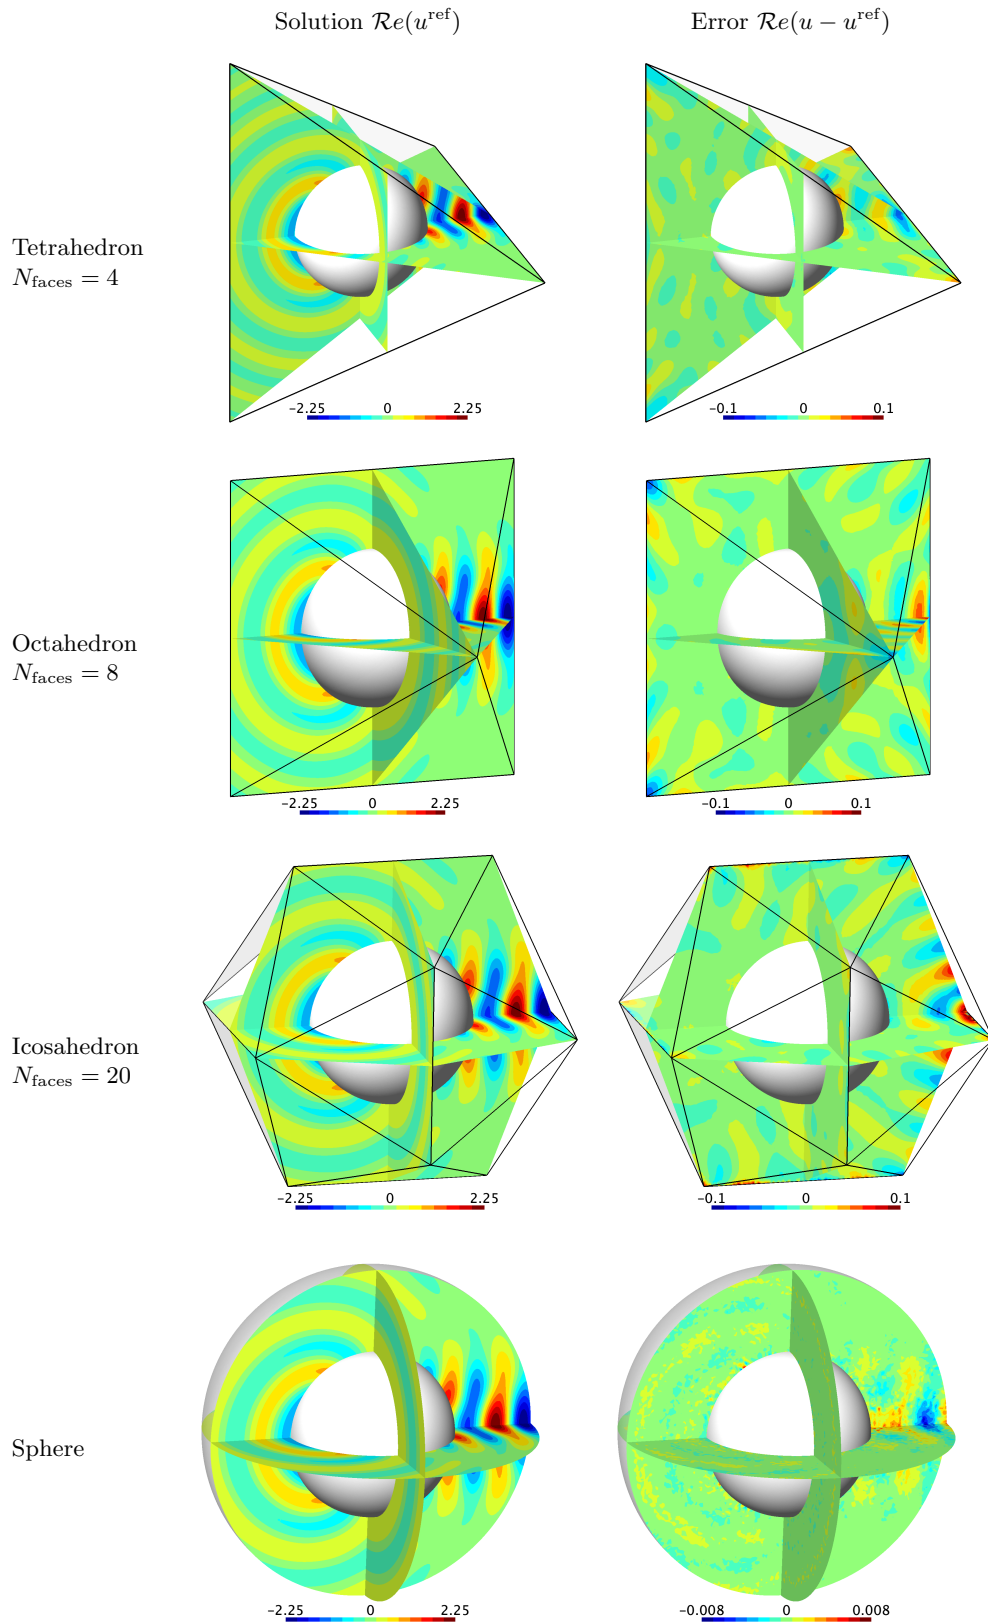 Solution Re(u^ref) Error Re(u − u^ref)
Tetrahedron
N_faces = 4
−2.25 0 2.25 −0.1 0 0.1
Octahedron
N_faces = 8
−2.25 0 2.25 −0.1 0 0.1
Icosahedron
N_faces = 20
−2.25 0 2.25 −0.1 0 0.1
Sphere
−2.25 0 2.25 −0.008 0 0.008